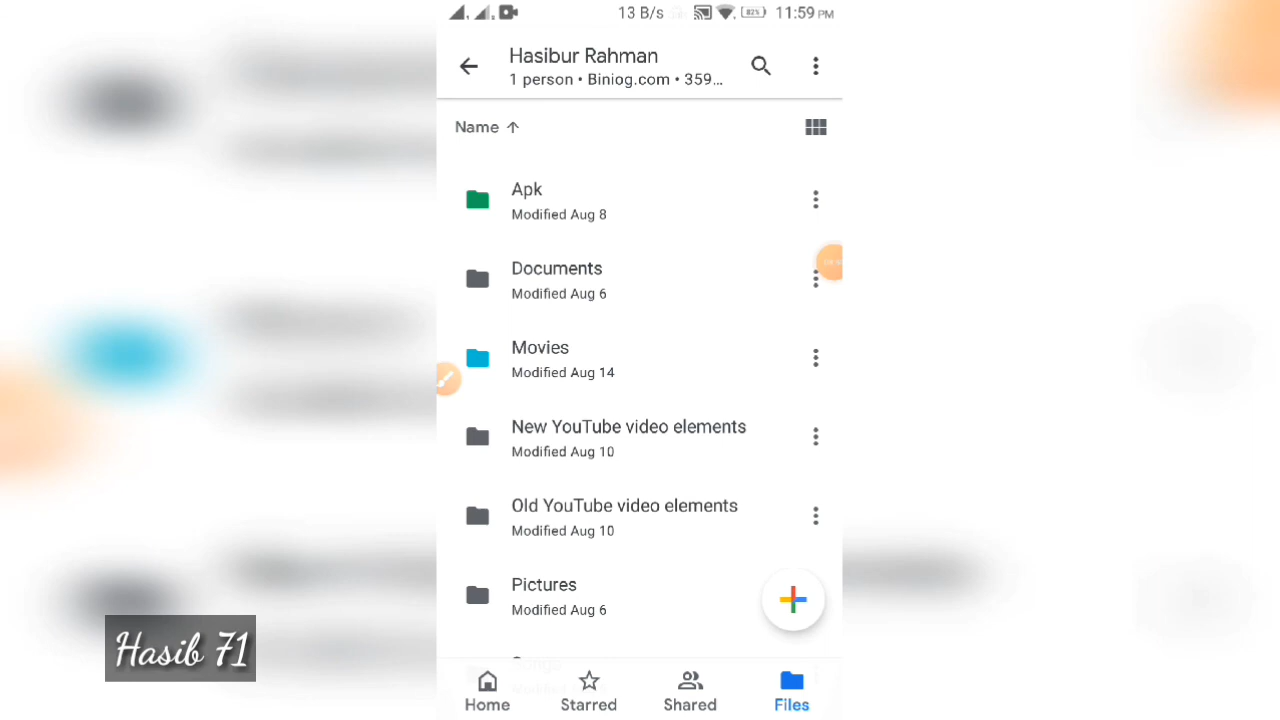 13 B/s 82% 11:59 PM
Hasibur Rahman
1 person • Biniog.com • 359...
Name ↑
Apk
Modified Aug 8
Documents
Modified Aug 6
Movies
Modified Aug 14
New YouTube video elements
Modified Aug 10
Old YouTube video elements
Modified Aug 10
Pictures
Modified Aug 6
Songs
Hasib 71
Home Starred Shared Files